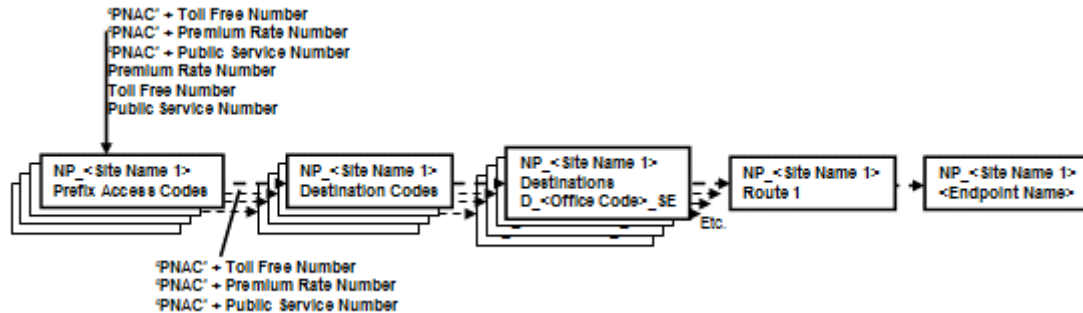 ‘PNAC’ + Toll Free Number
‘PNAC’ + Premium Rate Number
‘PNAC’ + Public Service Number
Premium Rate Number
Toll Free Number
Public Service Number
NP_<Site Name 1>
Prefix Access Codes
NP_<Site Name 1>
Destination Codes
NP_<Site Name 1>
Destinations
D_<Office Code>_SE
Etc.
NP_<Site Name 1>
Route 1
NP_<Site Name 1>
<Endpoint Name>
‘PNAC’ + Toll Free Number
‘PNAC’ + Premium Rate Number
‘PNAC’ + Public Service Number